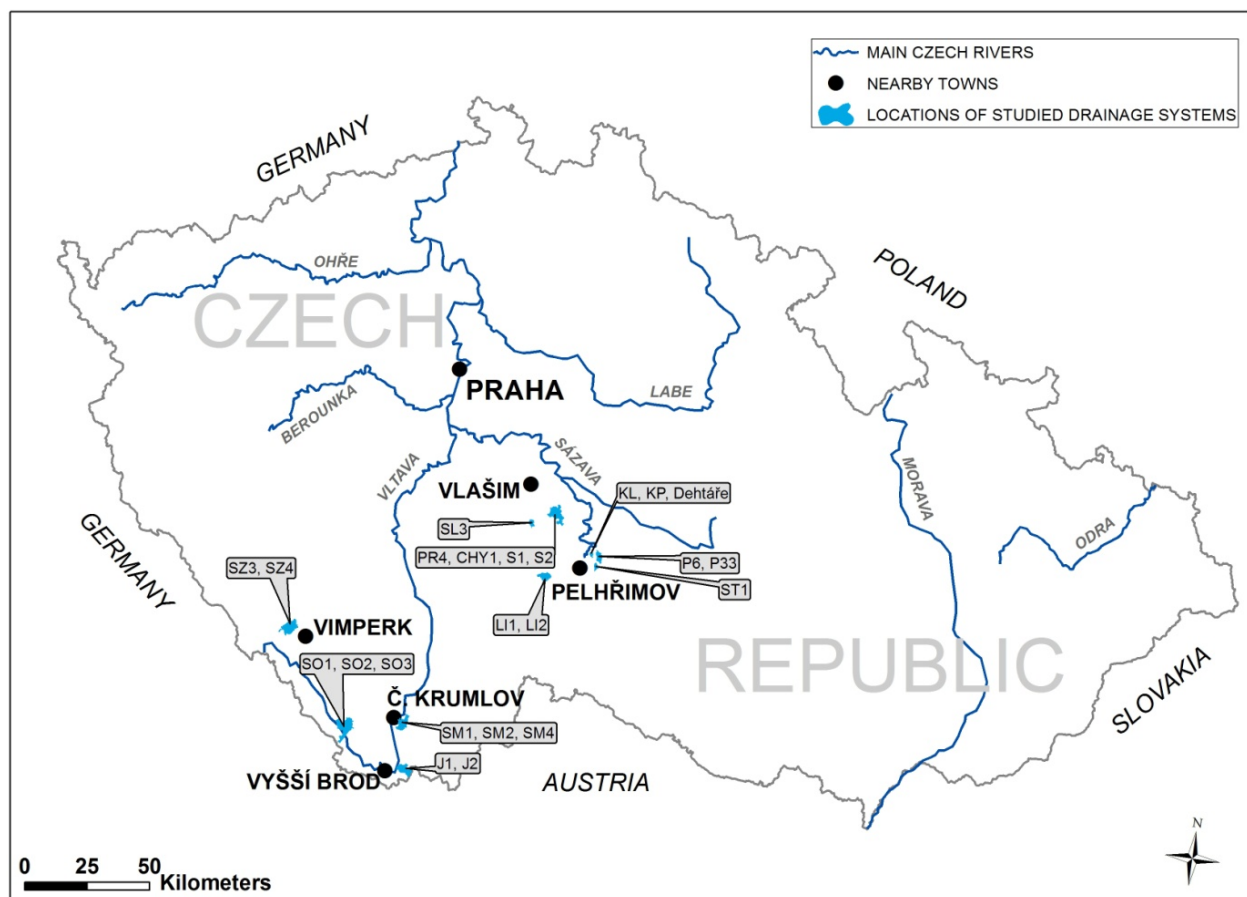 MAIN CZECH RIVERS
NEARBY TOWNS
LOCATIONS OF STUDIED DRAINAGE SYSTEMS
GERMANY
POLAND
OHŘE
CZECH
PRAHA
LABE
BEROUNKA
SÁZAVA
VLTAVA
MORAVA
VLAŠIM
KL, KP, Dehtáře
ODRA
SL3
GERMANY
PR4, CHY1, S1, S2
P6, P33
SZ3, SZ4
PELHŘIMOV
ST1
LI1, LI2
VIMPERK
REPUBLIC
SO1, SO2, SO3
SLOVAKIA
Č. KRUMLOV
SM1, SM2, SM4
J1, J2
VYŠŠÍ BROD
AUSTRIA
N
0 25 50
Kilometers